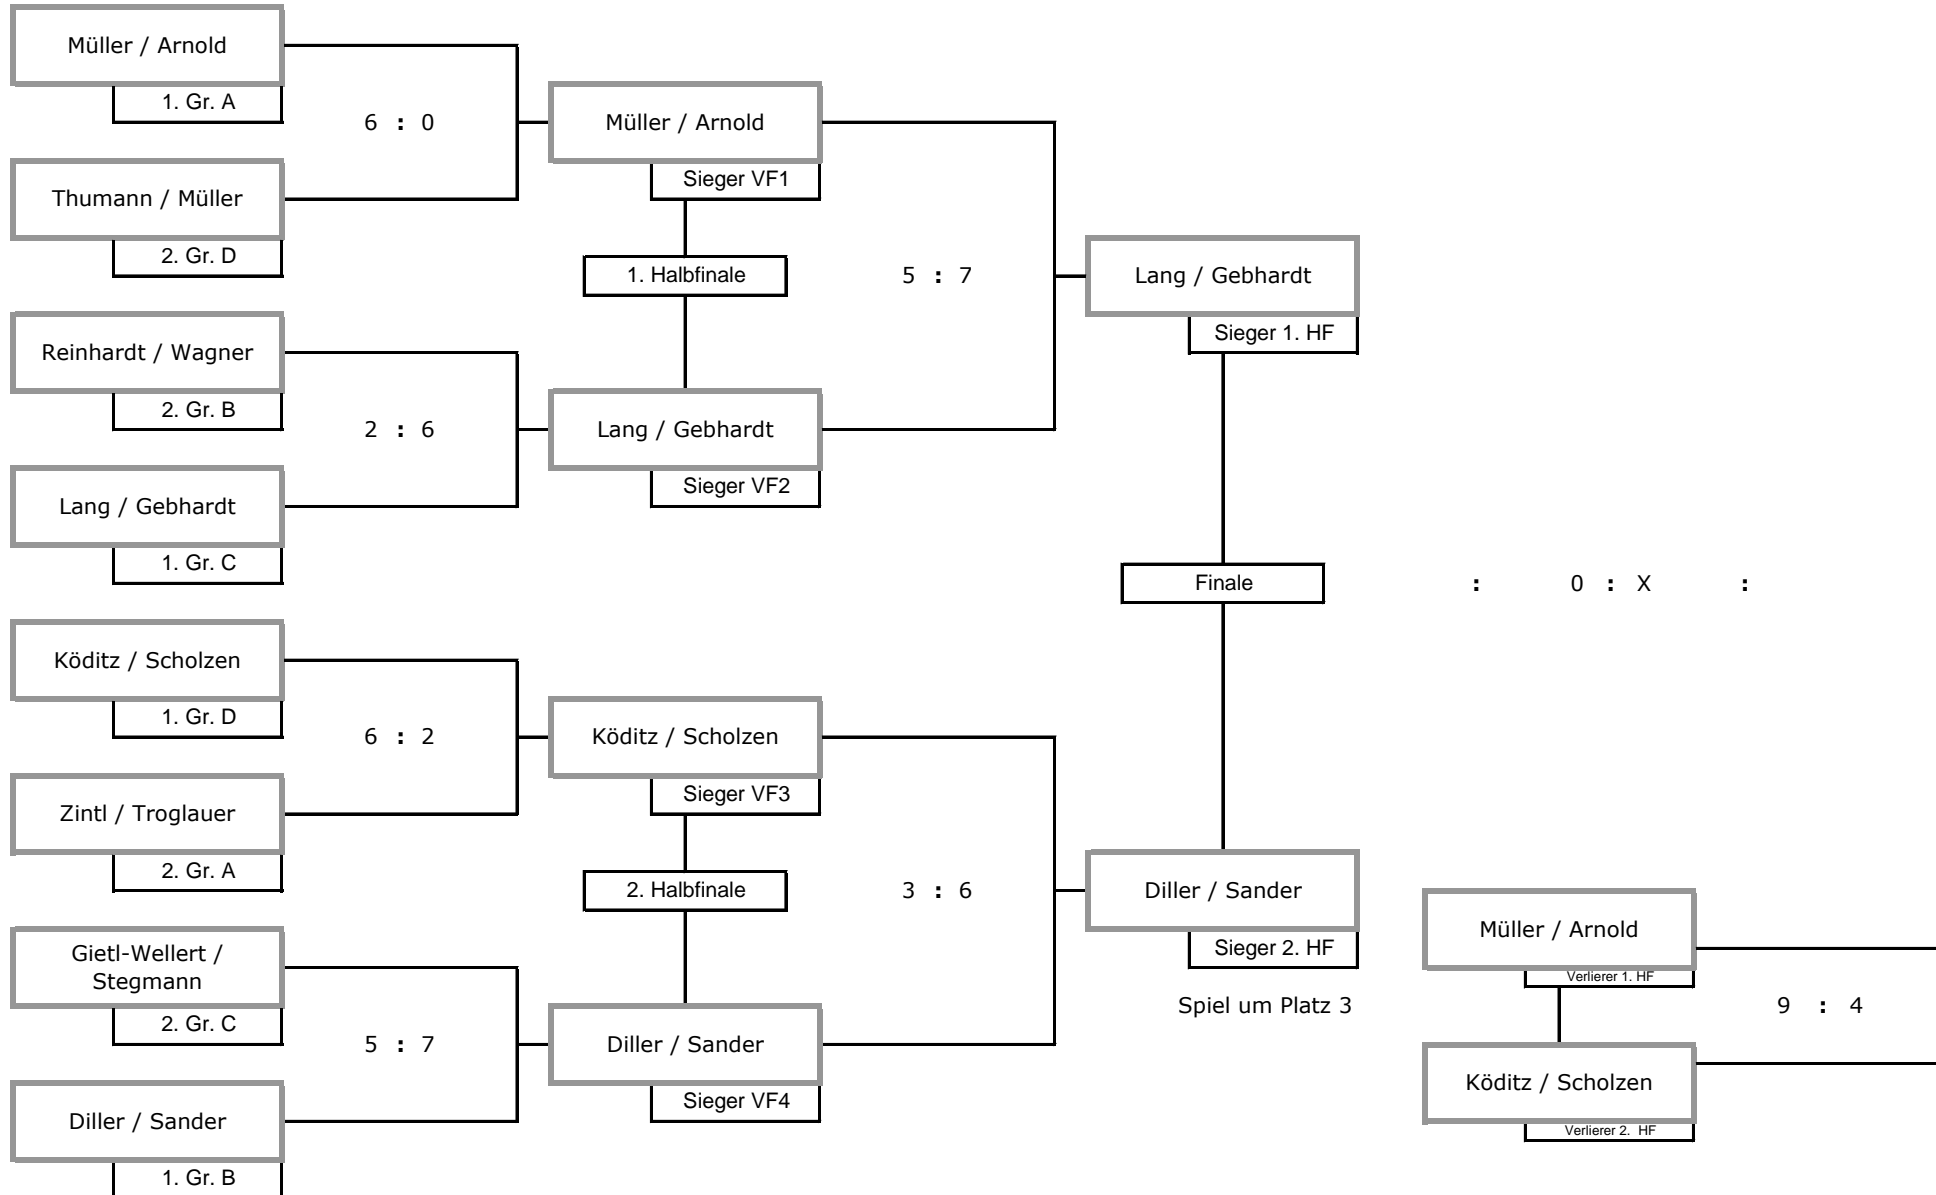 Müller / Arnold
1. Gr. A
6 : 0
Thumann / Müller
2. Gr. D
Reinhardt / Wagner
2. Gr. B
2 : 6
Lang / Gebhardt
1. Gr. C
Köditz / Scholzen
1. Gr. D
6 : 2
Zintl / Troglauer
2. Gr. A
Gietl-Wellert /
Stegmann
2. Gr. C
5 : 7
Diller / Sander
1. Gr. B
Müller / Arnold
Sieger VF1
1. Halbfinale
5 : 7
Lang / Gebhardt
Sieger VF2
Köditz / Scholzen
Sieger VF3
2. Halbfinale
3 : 6
Diller / Sander
Sieger VF4
Lang / Gebhardt
Sieger 1. HF
Finale
: 0 : X :
Diller / Sander
Sieger 2. HF
Spiel um Platz 3
Müller / Arnold
Verlierer 1. HF
9 : 4
Köditz / Scholzen
Verlierer 2. HF